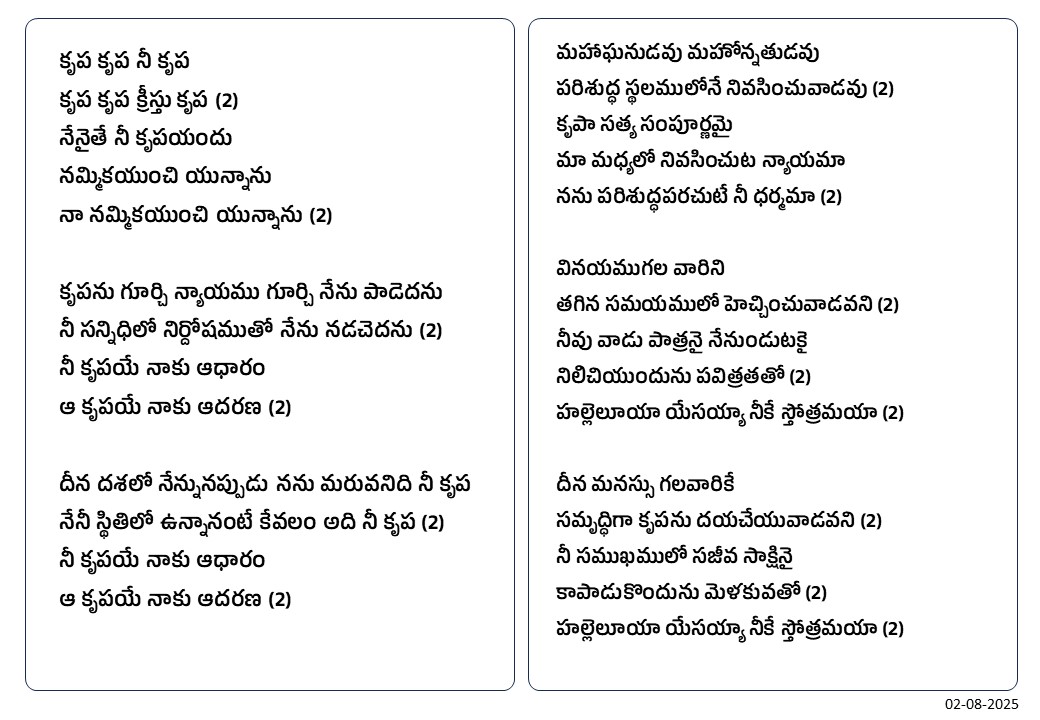 కృప కృప నీ కృప
కృప కృప క్రీస్తు కృప (2)
నేనైతే నీ కృపయందు
నమ్మికయుంచి యున్నాను
నా నమ్మికయుంచి యున్నాను (2)

కృపను గూర్చి న్యాయము గూర్చి నేను పాడెదను
నీ సన్నిధిలో నిర్దోషముతో నేను నడచెదను (2)
నీ కృపయే నాకు ఆధారం
ఆ కృపయే నాకు ఆదరణ (2)

దీన దశలో నేన్నునప్పుడు నను మరువనిది నీ కృప
నేనీ స్థితిలో ఉన్నానంటే కేవలం అది నీ కృప (2)
నీ కృపయే నాకు ఆధారం
ఆ కృపయే నాకు ఆదరణ (2)

మహాఘనుడవు మహోన్నతుడవు
పరిశుద్ధ స్థలములోనే నివసించువాడవు (2)
కృపా సత్య సంపూర్ణమై
మా మధ్యలో నివసించుట న్యాయమా
నను పరిశుద్ధపరచుటే నీ ధర్మమా (2)

వినయముగల వారిని
తగిన సమయములో హెచ్చించువాడవని (2)
నీవు వాడు పాత్రనై నేనుండుటకై
నిలిచియుందును పవిత్రతతో (2)
హల్లెలూయా యేసయ్యా నీకే స్తోత్రమయా (2)

దీన మనస్సు గలవారికే
సమృద్ధిగా కృపను దయచేయువాడవని (2)
నీ సముఖములో సజీవ సాక్షినై
కాపాడుకొందును మెళకువతో (2)
హల్లెలూయా యేసయ్యా నీకే స్తోత్రమయా (2)

02-08-2025